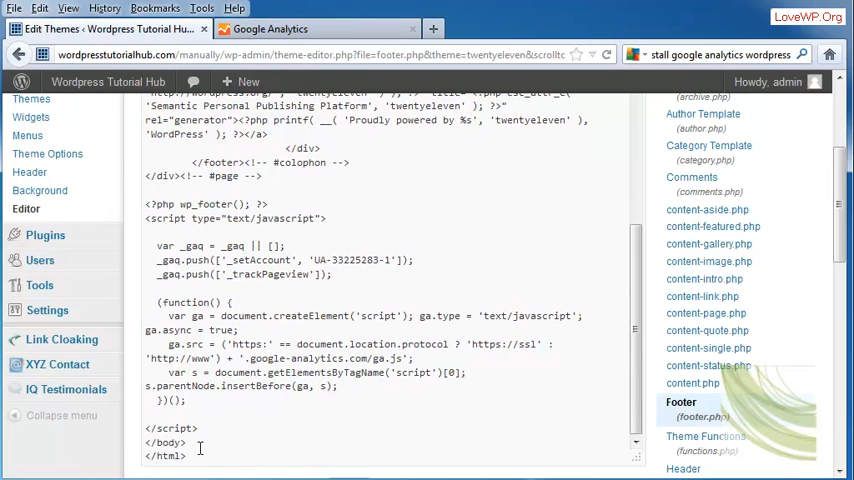 File Edit View History Bookmarks Tools Help
LoveWP.Org
Edit Themes ‹ Wordpress Tutorial Hu... × Google Analytics × +
wordpresstutorialhub.com/manually/wp-admin/theme-editor.php?file=footer.php&theme=twentyeleven&scrollto
stall google analytics wordpress
Wordpress Tutorial Hub + New Howdy, admin
Themes
Widgets
Menus
Theme Options
Header
Background
Editor
Plugins
Users
Tools
Settings
Link Cloaking
XYZ Contact
IQ Testimonials
Collapse menu
'Semantic Personal Publishing Platform', 'twentyeleven' ); ?>"
rel="generator"><?php printf( __( 'Proudly powered by %s', 'twentyeleven' ),
'WordPress' ); ?></a>
</div>
</footer><!-- #colophon -->
</div><!-- #page -->
<?php wp_footer(); ?>
<script type="text/javascript">
var _gaq = _gaq || [];
_gaq.push(['_setAccount', 'UA-33225283-1']);
_gaq.push(['_trackPageview']);
(function() {
var ga = document.createElement('script'); ga.type = 'text/javascript';
ga.async = true;
ga.src = ('https:' == document.location.protocol ? 'https://ssl' :
'http://www') + '.google-analytics.com/ga.js';
var s = document.getElementsByTagName('script')[0];
s.parentNode.insertBefore(ga, s);
})();
</script>
</body>
</html>
(archive.php)
Author Template
(author.php)
Category Template
(category.php)
Comments
(comments.php)
content-aside.php
content-featured.php
content-gallery.php
content-image.php
content-intro.php
content-link.php
content-page.php
content-quote.php
content-single.php
content-status.php
content.php
Footer
(footer.php)
Theme Functions
(functions.php)
Header